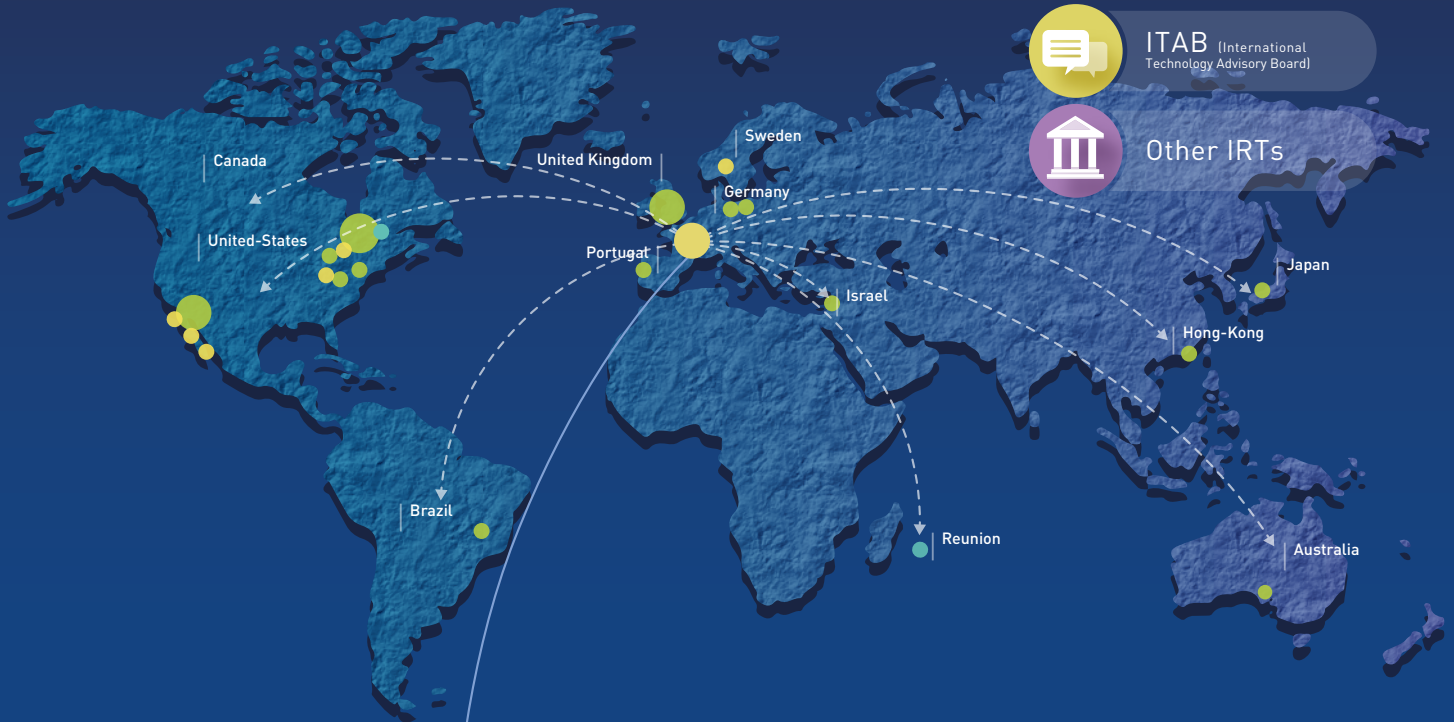 ITAB (International
Technology Advisory Board)
Other IRTs
Sweden
Canada
United Kingdom
Germany
United-States
Portugal
Japan
Israel
Hong-Kong
Brazil
Reunion
Australia